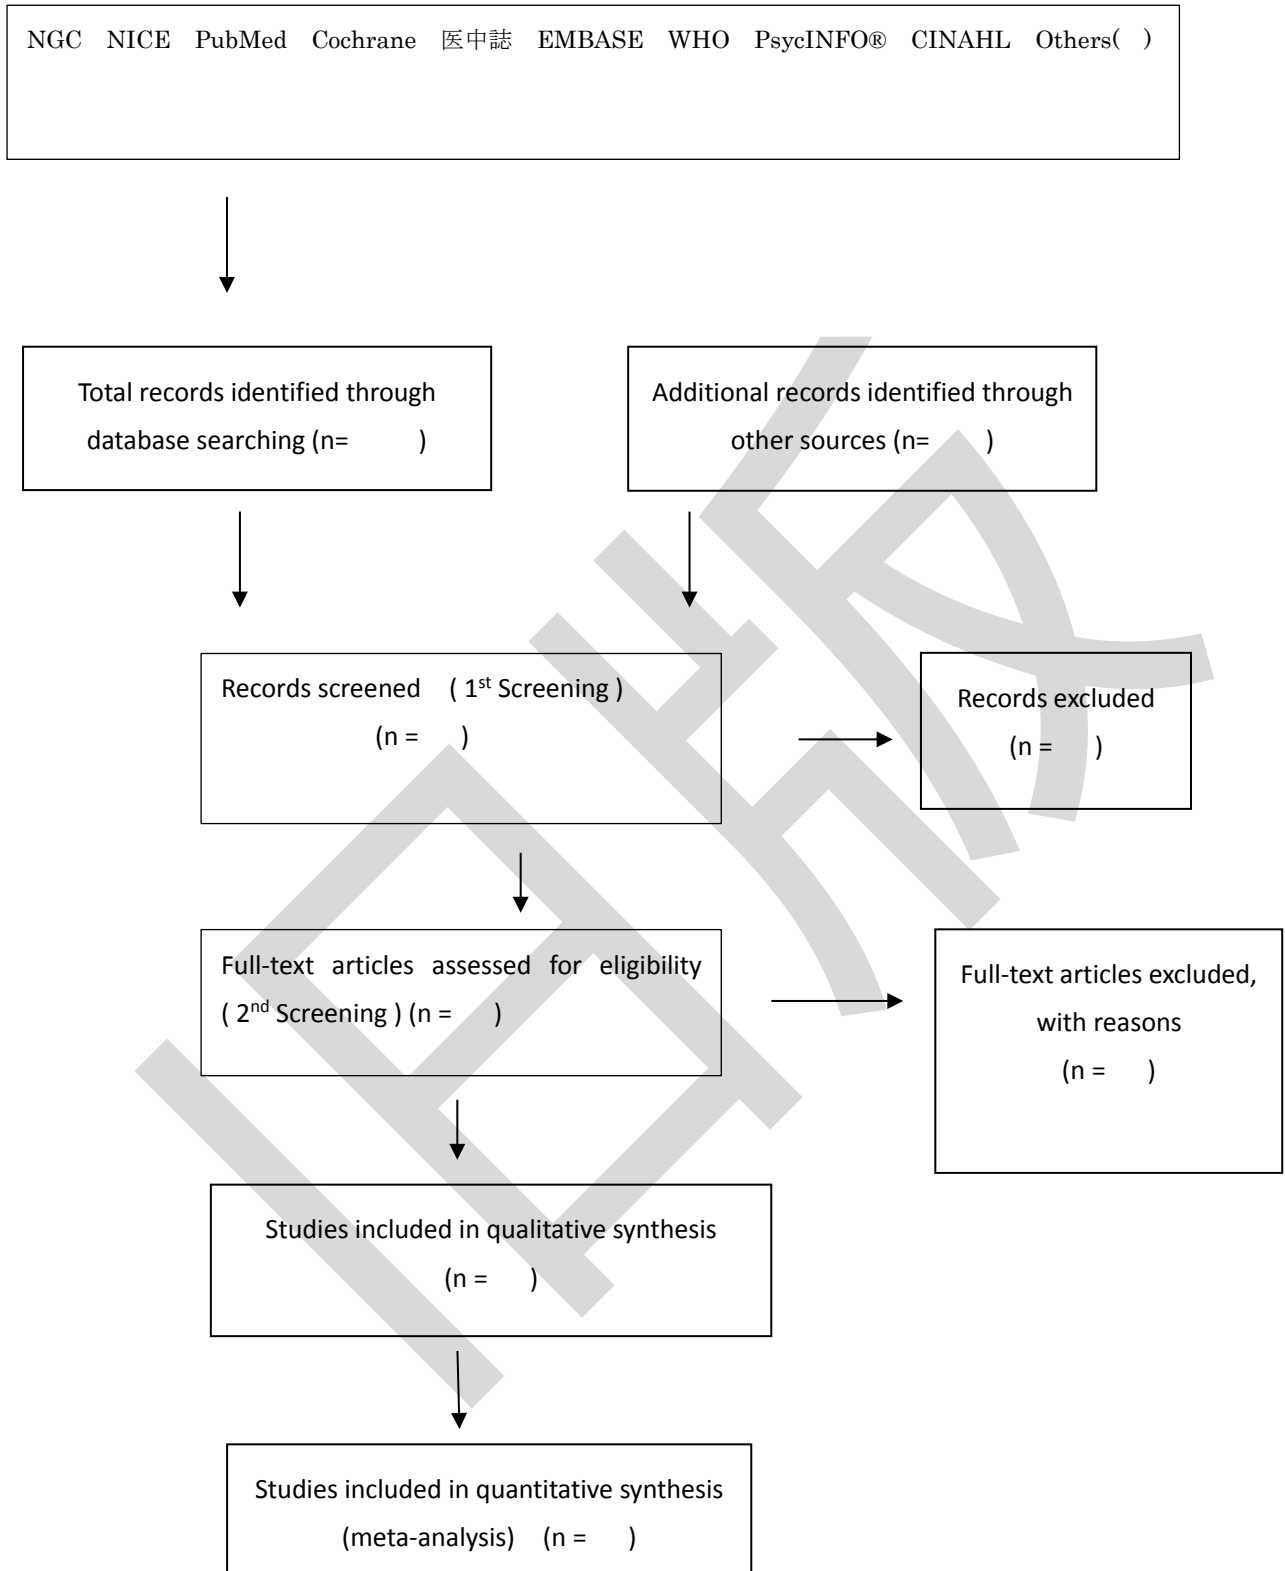 NGC NICE PubMed Cochrane 医中誌 EMBASE WHO PsycINFO® CINAHL Others( )
Total records identified through
database searching (n= )
Additional records identified through
other sources (n= )
Records screened ( 1st Screening )
(n = )
Records excluded
(n = )
Full-text articles assessed for eligibility
( 2nd Screening ) (n = )
Full-text articles excluded,
with reasons
(n = )
Studies included in qualitative synthesis
(n = )
Studies included in quantitative synthesis
(meta-analysis) (n = )
旧版